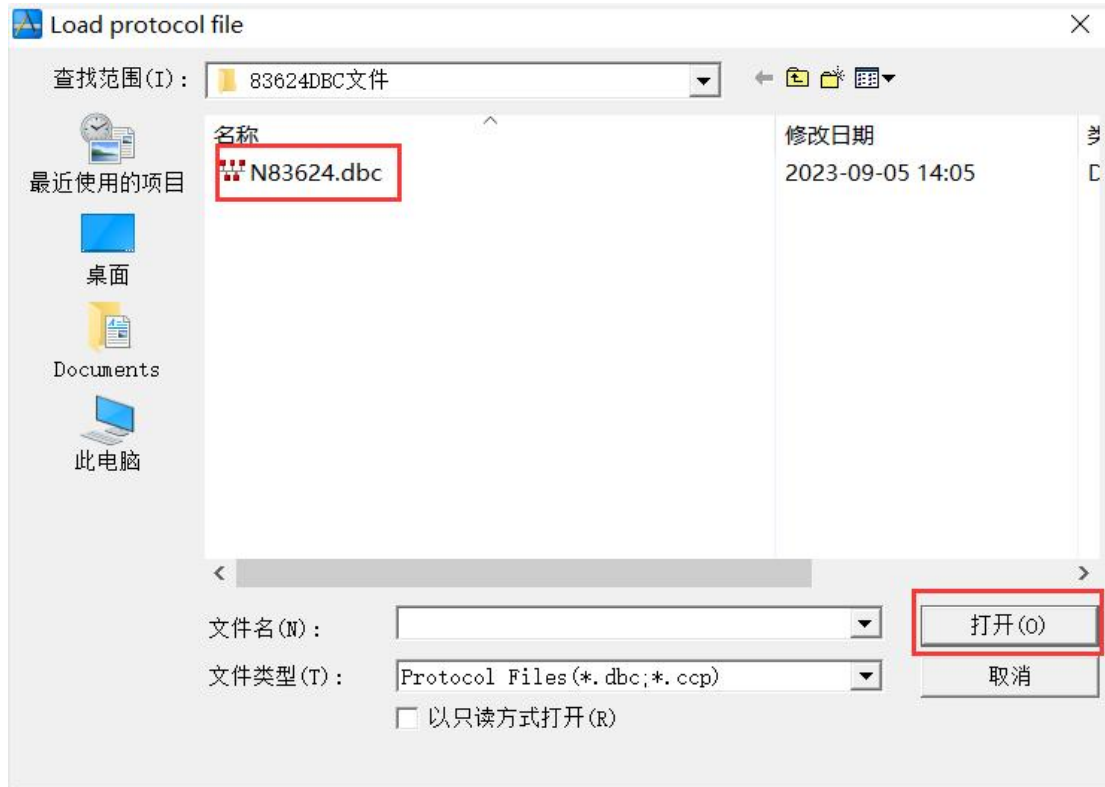 Load protocol file
查找范围(I): 83624DBC文件
名称 修改日期
N83624.dbc 2023-09-05 14:05
最近使用的项目
桌面
Documents
此电脑
文件名(N): 打开(O)
文件类型(T): Protocol Files(*.dbc;*.ccp) 取消
以只读方式打开(R)